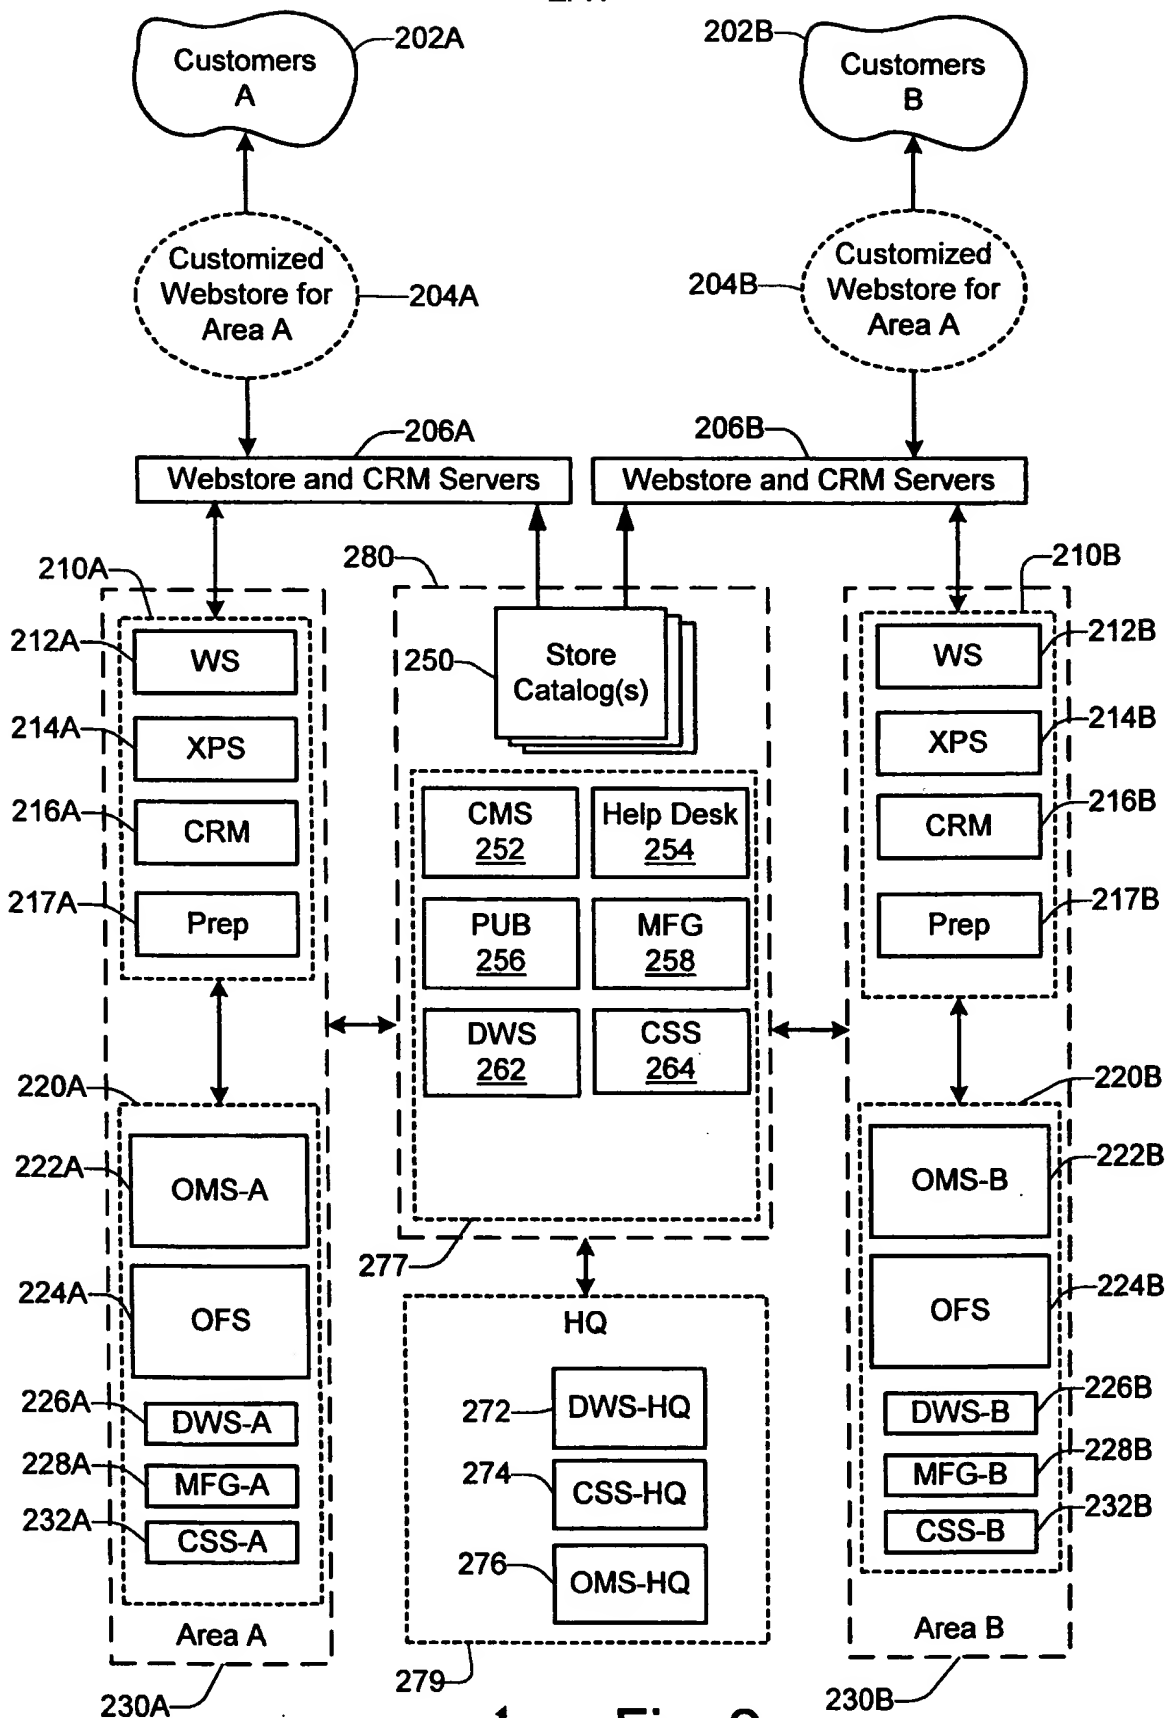 Customers
A
202A
202B
Customers
B
Customized
Webstore for
Area A
204A
204B
Customized
Webstore for
Area A
206A
206B
Webstore and CRM Servers
Webstore and CRM Servers
210A
280
210B
212A
WS
250
Store
Catalog(s)
WS
212B
214A
XPS
XPS
214B
216A
CRM
CMS
252
Help Desk
254
CRM
216B
217A
Prep
PUB
256
MFG
258
Prep
217B
DWS
262
CSS
264
220A
220B
222A
OMS-A
OMS-B
222B
277
224A
OFS
HQ
OFS
224B
226A
DWS-A
272
DWS-HQ
DWS-B
226B
228A
MFG-A
274
CSS-HQ
MFG-B
228B
232A
CSS-A
276
OMS-HQ
CSS-B
232B
Area A
Area B
279
230A
230B